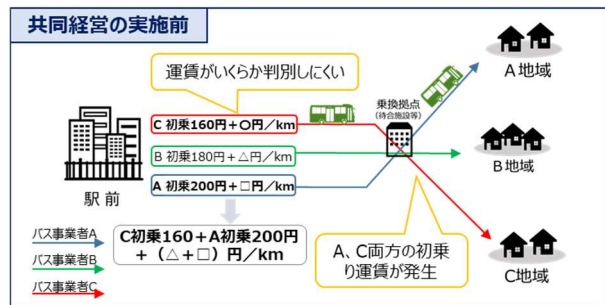 共同経営の実施前
運賃がいくらか判別しにくい
A地域
乗換拠点
(待合施設等)
C 初乗160円+〇円/km
B 初乗180円+△円/km
B地域
A 初乗200円+□円/km
駅 前
C初乗160+A初乗200円
+(△+□)円/km
A、C両方の初乗
り運賃が発生
バス事業者A
バス事業者B
バス事業者C
C地域